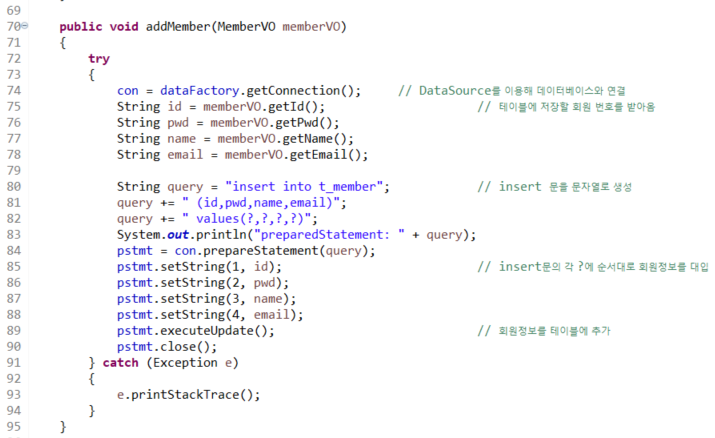 69
70 public void addMember(MemberVO memberVO)
71 {
72 try
73 {
74 con = dataFactory.getConnection(); // DataSource를 이용해 데이터베이스와 연결
75 String id = memberVO.getId(); // 테이블에 저장할 회원 번호를 받아옴
76 String pwd = memberVO.getPwd();
77 String name = memberVO.getName();
78 String email = memberVO.getEmail();
79
80 String query = "insert into t_member"; // insert 문을 문자열로 생성
81 query += " (id,pwd,name,email)";
82 query += " values(?,?,?,?)";
83 System.out.println("preparedStatement: " + query);
84 pstmt = con.prepareStatement(query);
85 pstmt.setString(1, id); // insert문의 각 ?에 순서대로 회원정보를 대입
86 pstmt.setString(2, pwd);
87 pstmt.setString(3, name);
88 pstmt.setString(4, email);
89 pstmt.executeUpdate(); // 회원정보를 테이블에 추가
90 pstmt.close();
91 } catch (Exception e)
92 {
93 e.printStackTrace();
94 }
95 }